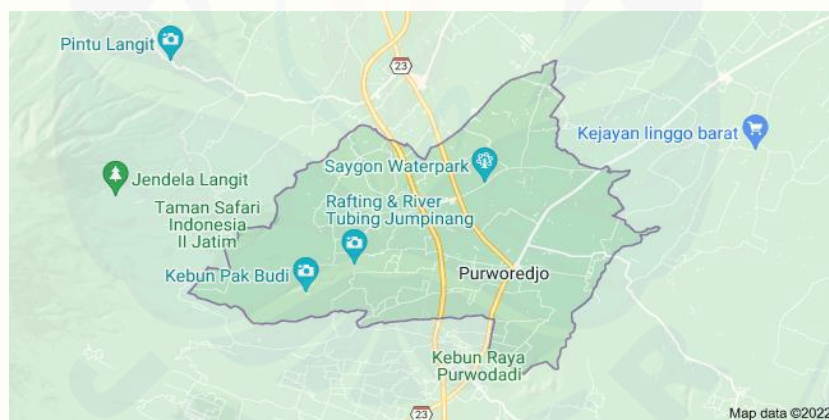 Pintu Langit
23
Kejayan linggo barat
Saygon Waterpark
Jendela Langit
Taman Safari
Indonesia
II Jatim
Rafting & River
Tubing Jumpinang
Kebun Pak Budi
Purworedjo
Kebun Raya
Purwodadi
23
Map data ©2022